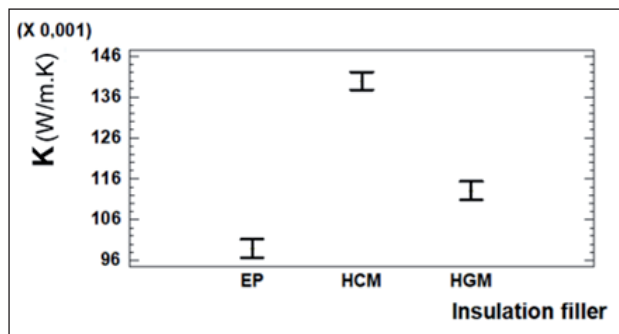 (X 0,001)
K (W/m.K)
146
136
126
116
106
96
EP HCM HGM
Insulation filler